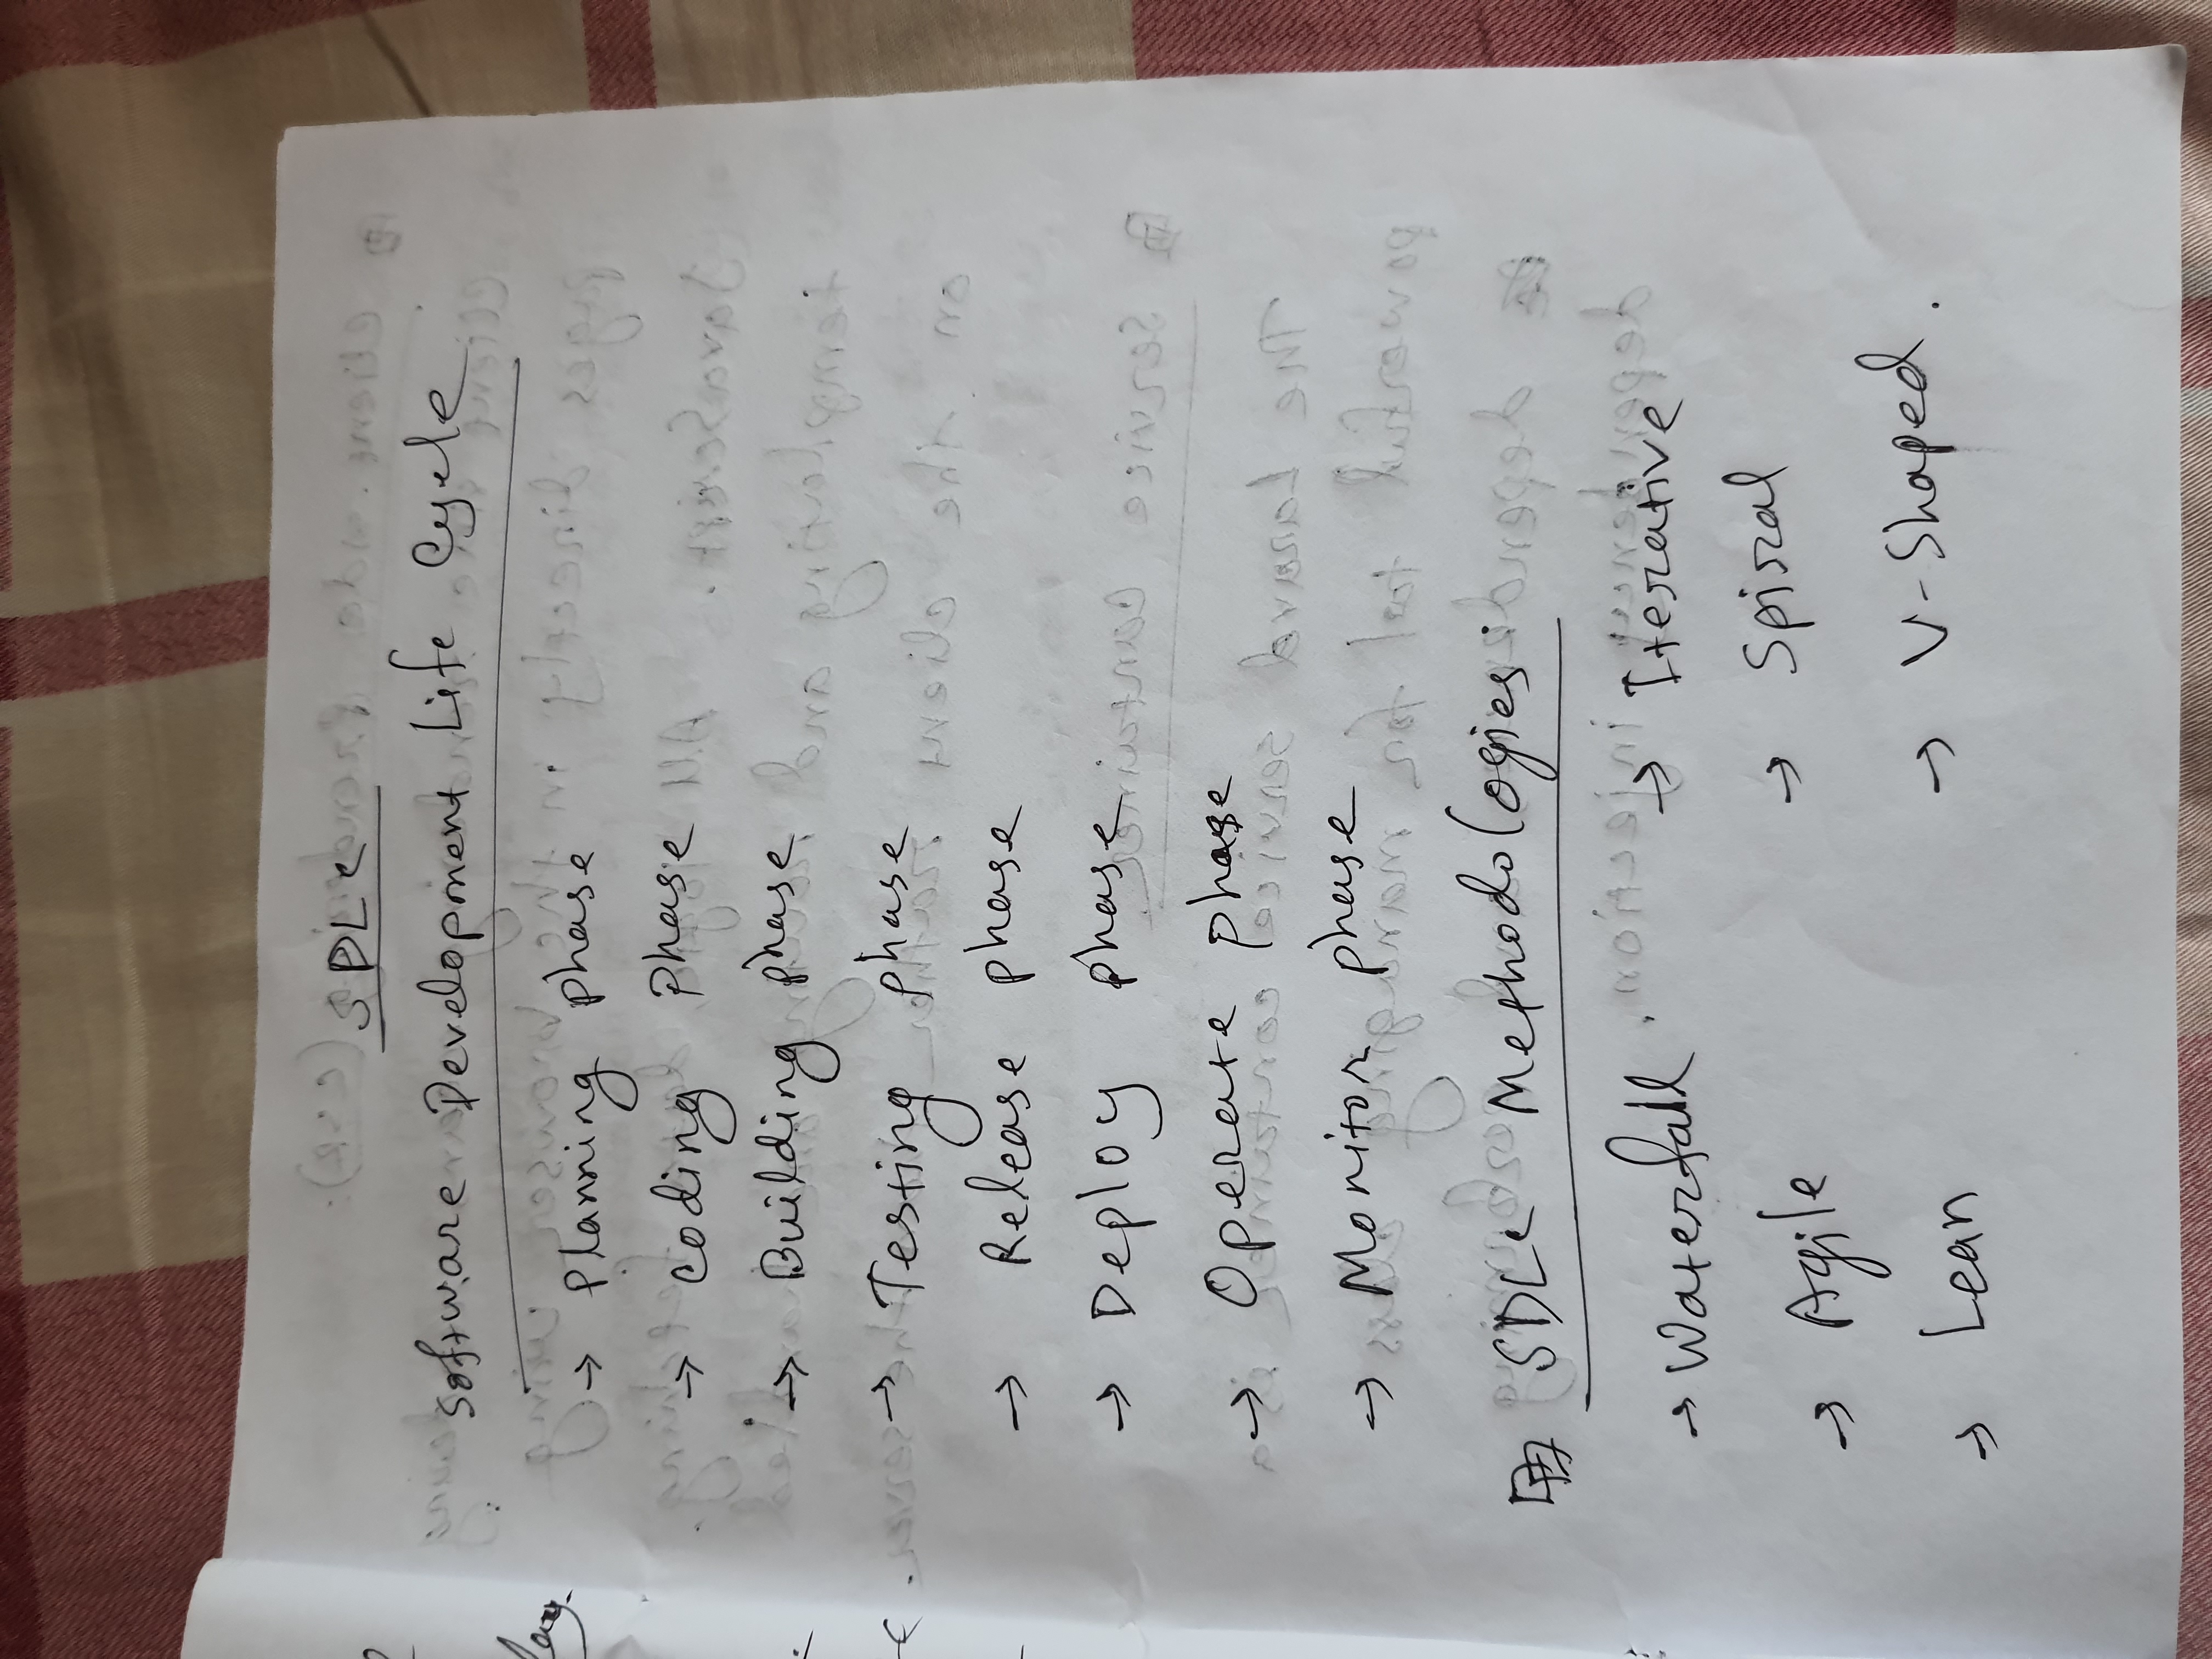 SDLC
Software Development Life Cycle
→ Planning phase
→ Coding phase
→ Building phase
→ Testing phase
→ Release phase
→ Deploy phase
→ Operate phase
→ Monitor phase
SDLC Methodologies:
→ Waterfall
→ Agile
→ Lean
→ Iterative
→ Spiral
→ V-Shaped.